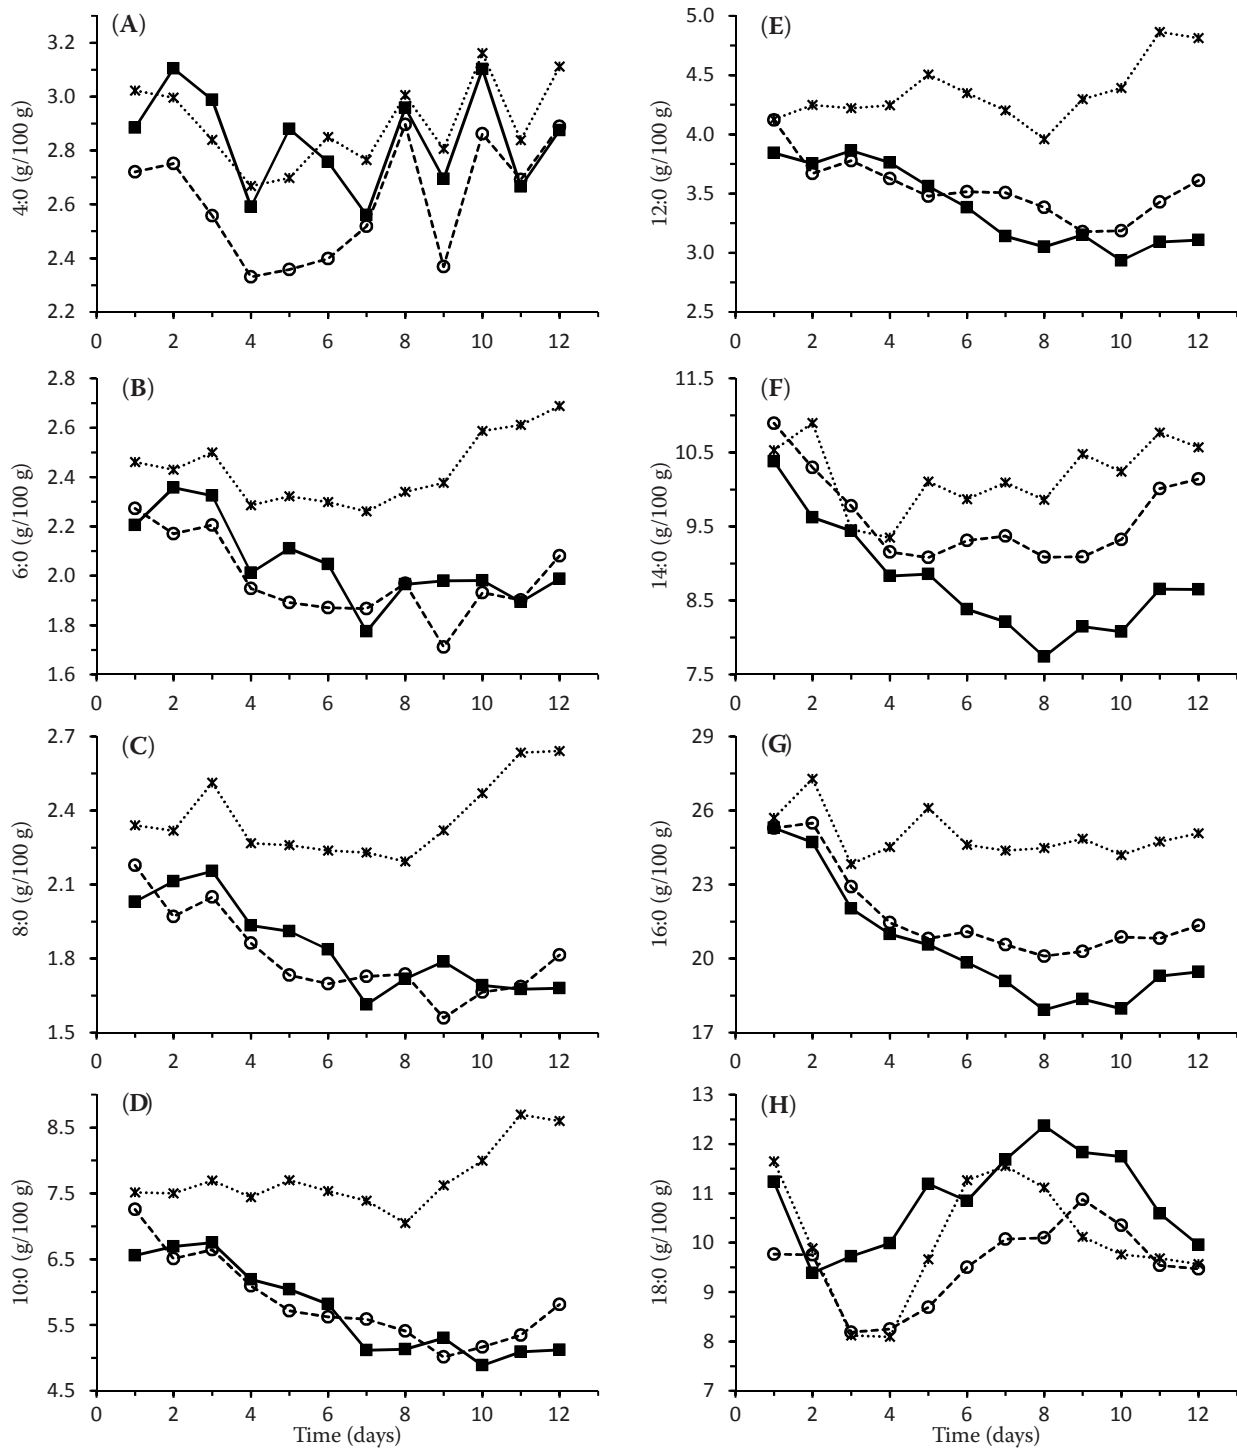 (A)
3.2
3.0
2.8
2.6
2.4
2.2
4:0 (g/100 g)
0 2 4 6 8 10 12
(B)
2.8
2.6
2.4
2.2
2.0
1.8
1.6
6:0 (g/100 g)
0 2 4 6 8 10 12
(C)
2.7
2.4
2.1
1.8
1.5
8:0 (g/100 g)
0 2 4 6 8 10 12
(D)
8.5
7.5
6.5
5.5
4.5
10:0 (g/100 g)
0 2 4 6 8 10 12
Time (days)
(E)
5.0
4.5
4.0
3.5
3.0
2.5
12:0 (g/100 g)
0 2 4 6 8 10 12
(F)
11.5
10.5
9.5
8.5
7.5
14:0 (g/100 g)
0 2 4 6 8 10 12
(G)
29
26
23
20
17
16:0 (g/100 g)
0 2 4 6 8 10 12
(H)
13
12
11
10
9
8
7
18:0 (g/100 g)
0 2 4 6 8 10 12
Time (days)